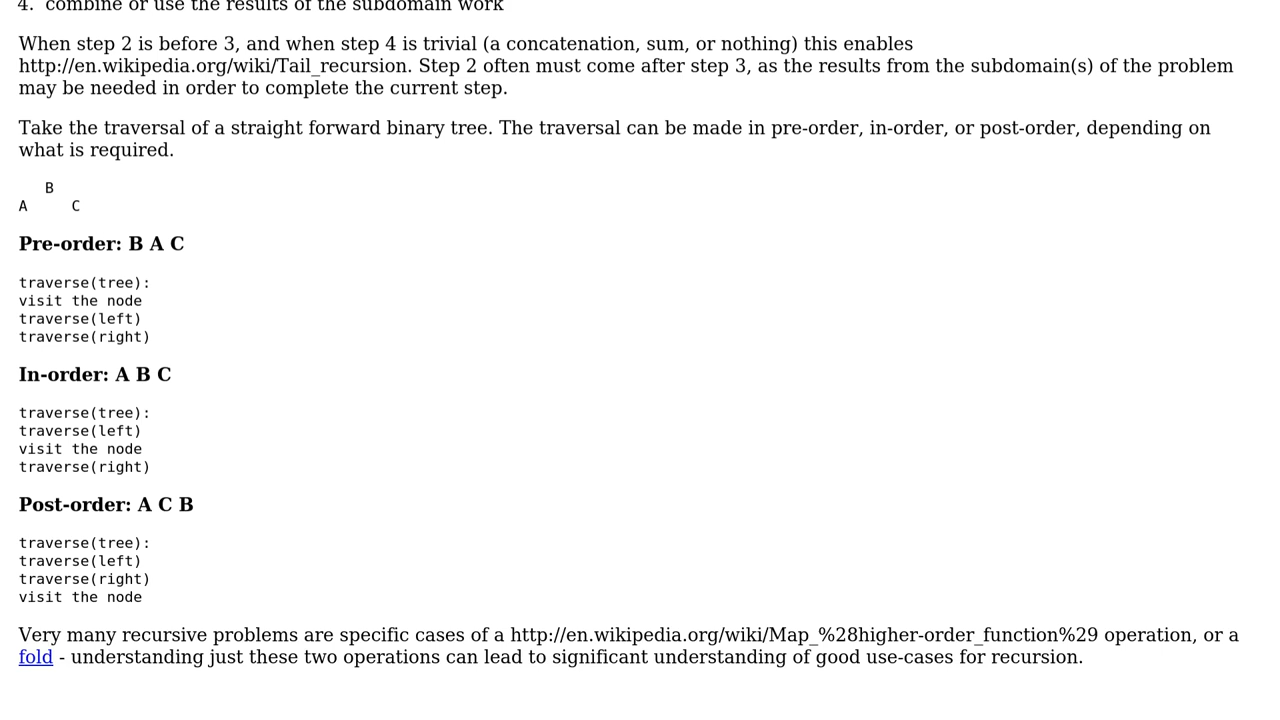 4. combine or use the results of the subdomain work
When step 2 is before 3, and when step 4 is trivial (a concatenation, sum, or nothing) this enables
http://en.wikipedia.org/wiki/Tail_recursion. Step 2 often must come after step 3, as the results from the subdomain(s) of the problem
may be needed in order to complete the current step.
Take the traversal of a straight forward binary tree. The traversal can be made in pre-order, in-order, or post-order, depending on
what is required.
B
A C
Pre-order: B A C
traverse(tree):
visit the node
traverse(left)
traverse(right)
In-order: A B C
traverse(tree):
traverse(left)
visit the node
traverse(right)
Post-order: A C B
traverse(tree):
traverse(left)
traverse(right)
visit the node
Very many recursive problems are specific cases of a http://en.wikipedia.org/wiki/Map_%28higher-order_function%29 operation, or a
fold - understanding just these two operations can lead to significant understanding of good use-cases for recursion.